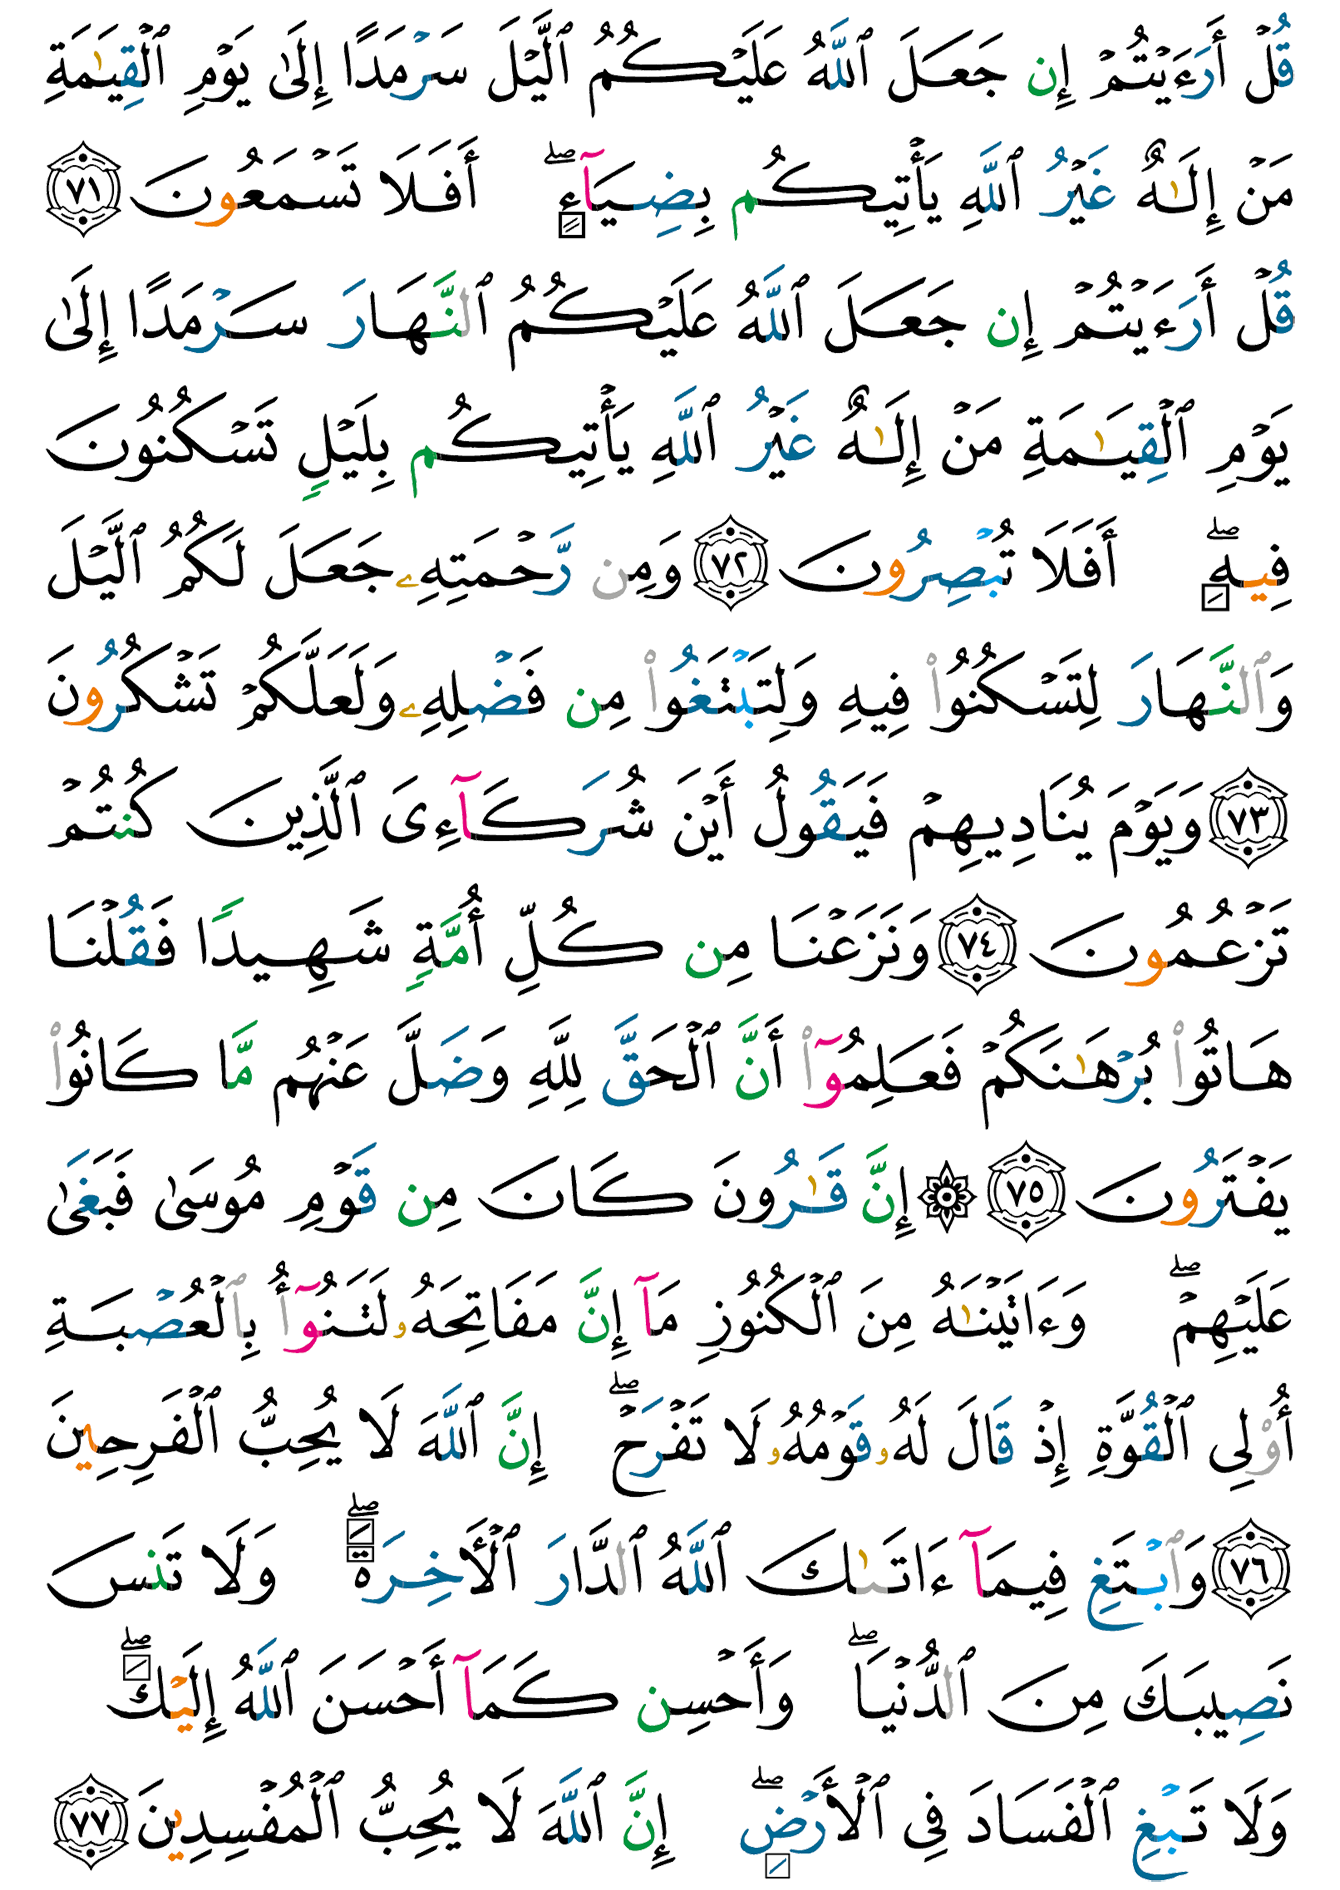 قُلْ أَرَءَيْتُمْ إِن جَعَلَ ٱللَّهُ عَلَيْكُمُ ٱلَّيْلَ سَرْمَدًا إِلَىٰ يَوْمِ ٱلْقِيَـٰمَةِ
مَنْ إِلَـٰهٌ غَيْرُ ٱللَّهِ يَأْتِيكُم بِضِيَآءٍ ۖ أَفَلَا تَسْمَعُونَ ٧١
قُلْ أَرَءَيْتُمْ إِن جَعَلَ ٱللَّهُ عَلَيْكُمُ ٱلنَّهَارَ سَرْمَدًا إِلَىٰ
يَوْمِ ٱلْقِيَـٰمَةِ مَنْ إِلَـٰهٌ غَيْرُ ٱللَّهِ يَأْتِيكُم بِلَيْلٍ تَسْكُنُونَ
فِيهِ ۖ أَفَلَا تُبْصِرُونَ ٧٢ وَمِن رَّحْمَتِهِۦ جَعَلَ لَكُمُ ٱلَّيْلَ
وَٱلنَّهَارَ لِتَسْكُنُوا۟ فِيهِ وَلِتَبْتَغُوا۟ مِن فَضْلِهِۦ وَلَعَلَّكُمْ تَشْكُرُونَ
٧٣ وَيَوْمَ يُنَادِيهِمْ فَيَقُولُ أَيْنَ شُرَكَآءِىَ ٱلَّذِينَ كُنتُمْ
تَزْعُمُونَ ٧٤ وَنَزَعْنَا مِن كُلِّ أُمَّةٍ شَهِيدًا فَقُلْنَا
هَاتُوا۟ بُرْهَـٰنَكُمْ فَعَلِمُوٓا۟ أَنَّ ٱلْحَقَّ لِلَّهِ وَضَلَّ عَنْهُم مَّا كَانُوا۟
يَفْتَرُونَ ٧٥ ۞ إِنَّ قَـٰرُونَ كَانَ مِن قَوْمِ مُوسَىٰ فَبَغَىٰ
عَلَيْهِمْ ۖ وَءَاتَيْنَـٰهُ مِنَ ٱلْكُنُوزِ مَآ إِنَّ مَفَاتِحَهُۥ لَتَنُوٓأُ بِٱلْعُصْبَةِ
أُو۟لِى ٱلْقُوَّةِ إِذْ قَالَ لَهُۥ قَوْمُهُۥ لَا تَفْرَحْ ۖ إِنَّ ٱللَّهَ لَا يُحِبُّ ٱلْفَرِحِينَ
٧٦ وَٱبْتَغِ فِيمَآ ءَاتَىٰكَ ٱللَّهُ ٱلدَّارَ ٱلْأَخِرَةَ ۖ وَلَا تَنسَ
نَصِيبَكَ مِنَ ٱلدُّنْيَا ۖ وَأَحْسِن كَمَآ أَحْسَنَ ٱللَّهُ إِلَيْكَ ۖ
وَلَا تَبْغِ ٱلْفَسَادَ فِى ٱلْأَرْضِ ۖ إِنَّ ٱللَّهَ لَا يُحِبُّ ٱلْمُفْسِدِينَ ٧٧